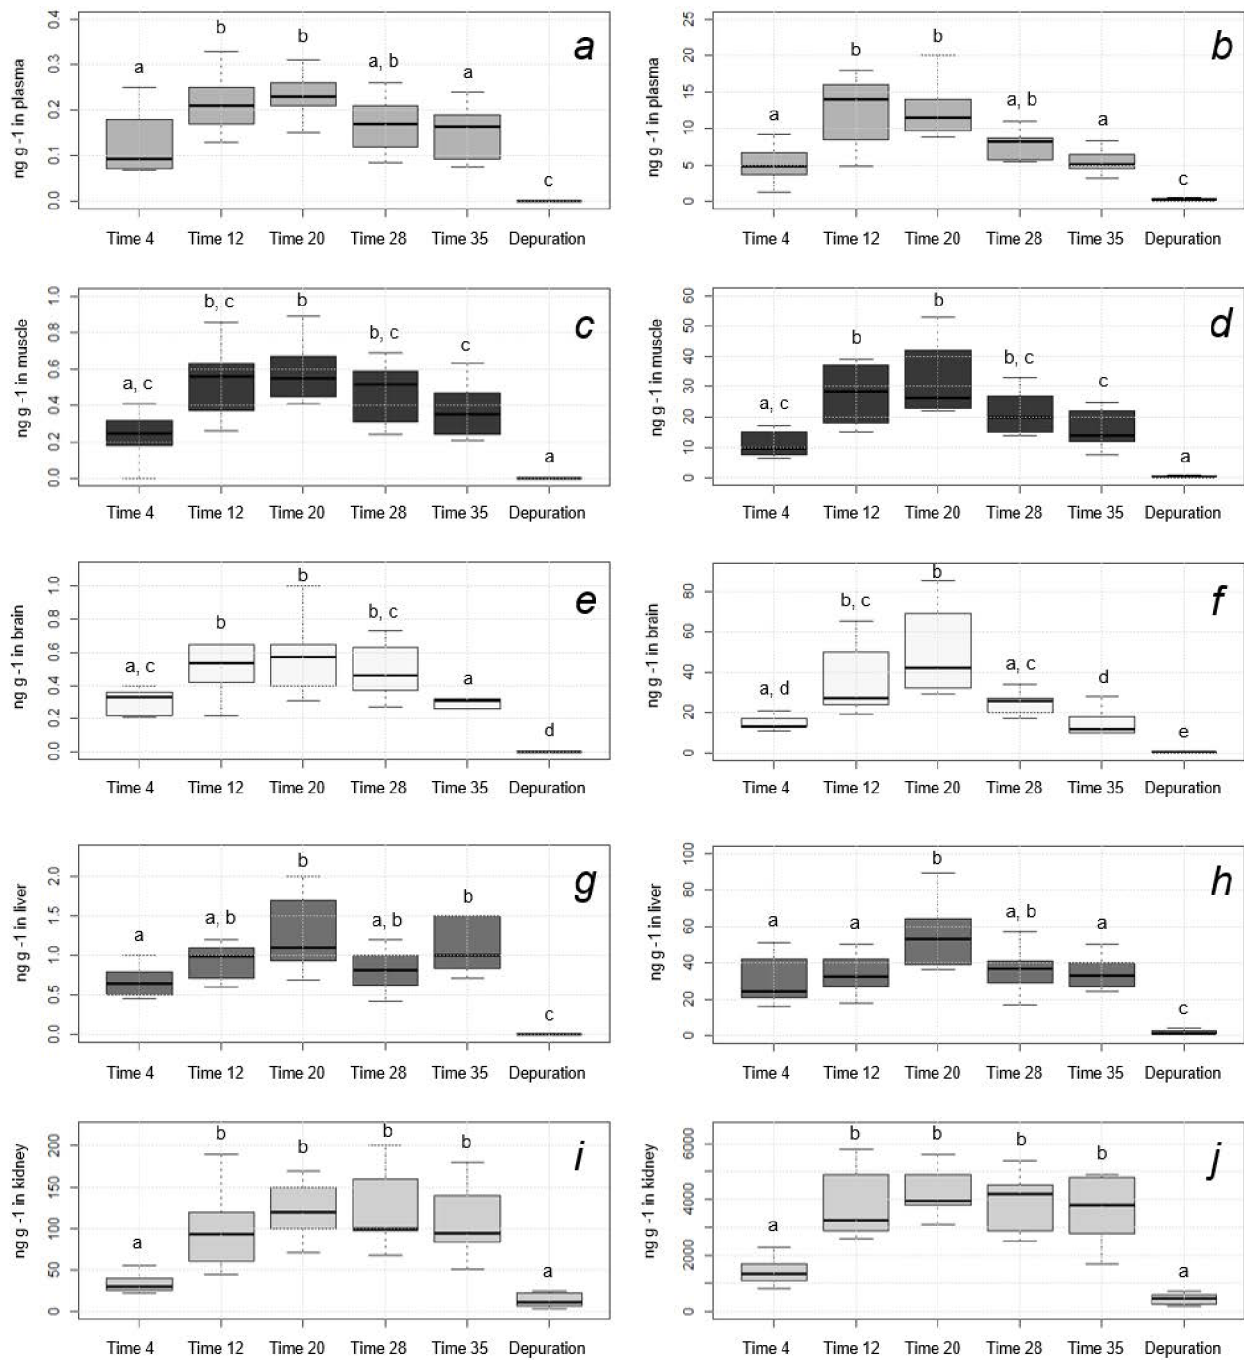 a
ng g -1 in plasma
0.0 0.1 0.2 0.3 0.4
a b b a, b a c
Time 4 Time 12 Time 20 Time 28 Time 35 Depuration
b
ng g -1 in plasma
0 5 10 15 20 25
a b b a, b a c
Time 4 Time 12 Time 20 Time 28 Time 35 Depuration
c
ng g -1 in muscle
0.0 0.2 0.4 0.6 0.8 1.0
a, c b, c b b, c c a
Time 4 Time 12 Time 20 Time 28 Time 35 Depuration
d
ng g -1 in muscle
0 10 20 30 40 50 60
a, c b b b, c c a
Time 4 Time 12 Time 20 Time 28 Time 35 Depuration
e
ng g -1 in brain
0.0 0.2 0.4 0.6 0.8 1.0
a, c b b b, c a d
Time 4 Time 12 Time 20 Time 28 Time 35 Depuration
f
ng g -1 in brain
0 20 40 60 80
a, d b, c b a, c d e
Time 4 Time 12 Time 20 Time 28 Time 35 Depuration
g
ng g -1 in liver
0.0 0.5 1.0 1.5 2.0
a a, b b a, b b c
Time 4 Time 12 Time 20 Time 28 Time 35 Depuration
h
ng g -1 in liver
0 20 40 60 80 100
a a b a, b a c
Time 4 Time 12 Time 20 Time 28 Time 35 Depuration
i
ng g -1 in kidney
0 50 100 150 200
a b b b b a
Time 4 Time 12 Time 20 Time 28 Time 35 Depuration
j
ng g -1 in kidney
0 2000 4000 6000
a b b b b a
Time 4 Time 12 Time 20 Time 28 Time 35 Depuration